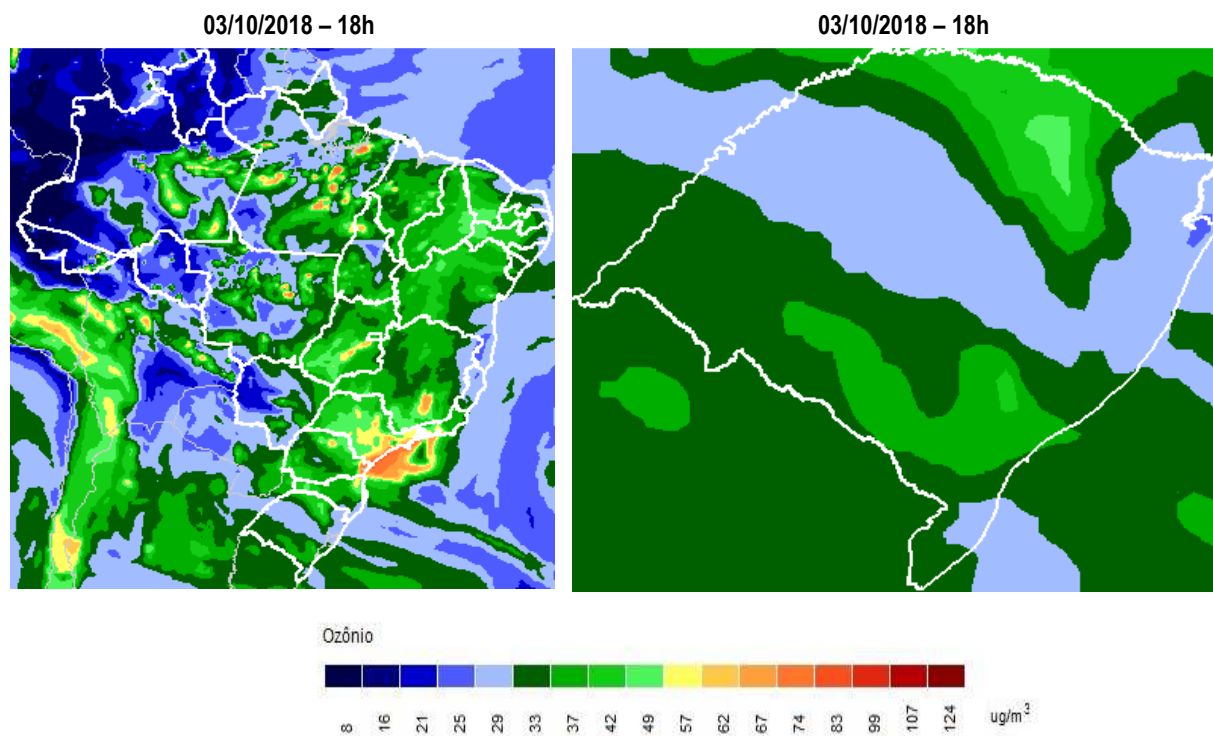 03/10/2018 – 18h
03/10/2018 – 18h
Ozônio
8 16 21 25 29 33 37 42 49 57 62 67 74 83 99 107 124 ug/m³